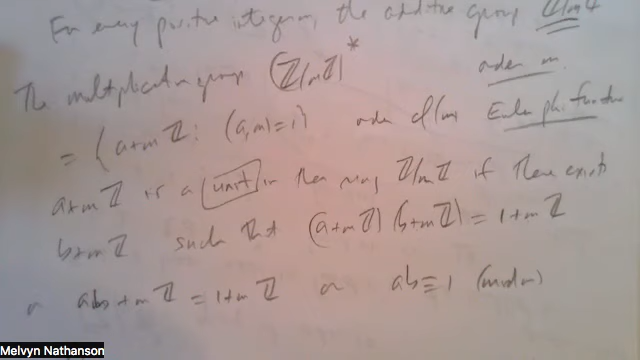 For every positive integer m, the additive group ℤ/mℤ
The multiplicative group (ℤ/mℤ)* order m.
= { a+mℤ : (a,m)=1 } order φ(m) Euler phi function
a+mℤ is a unit in the ring ℤ/mℤ if there exists
b+mℤ such that (a+mℤ)(b+mℤ) = 1+mℤ
ab+mℤ = 1+mℤ ab≡1 (mod m)
Melvyn Nathanson